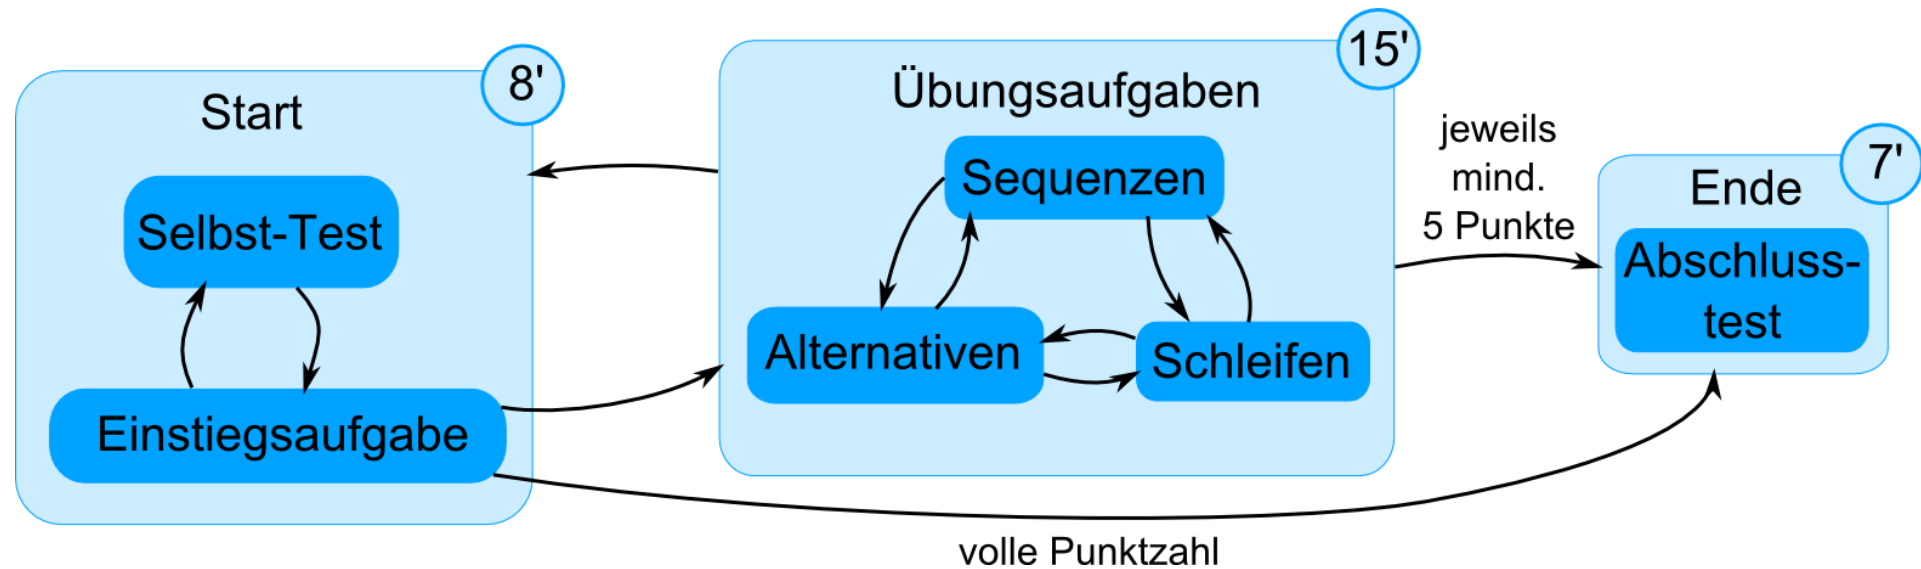 8'
Start
Selbst-Test
Einstiegsaufgabe
15'
Übungsaufgaben
Sequenzen
Alternativen
Schleifen
jeweils
mind.
5 Punkte
7'
Ende
Abschluss-
test
volle Punktzahl